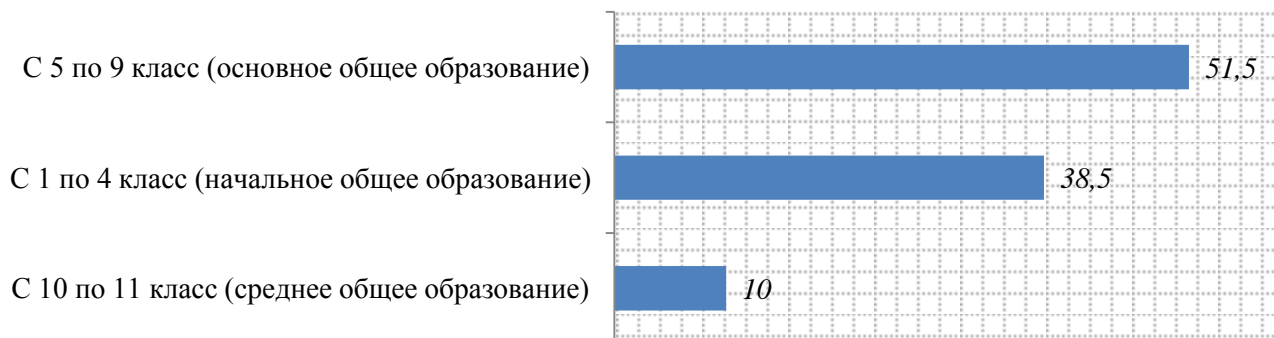 С 5 по 9 класс (основное общее образование) 51,5
С 1 по 4 класс (начальное общее образование) 38,5
С 10 по 11 класс (среднее общее образование) 10